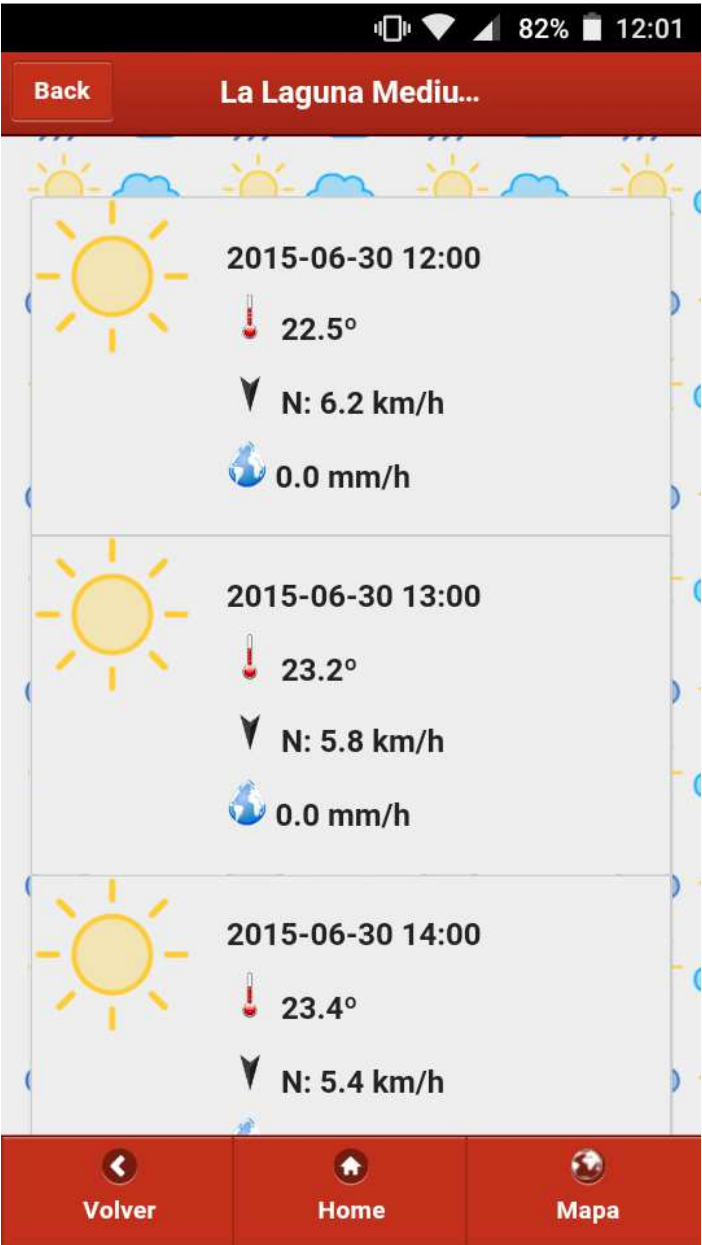 82% 12:01
Back La Laguna Mediu...
2015-06-30 12:00
22.5º
N: 6.2 km/h
0.0 mm/h
2015-06-30 13:00
23.2º
N: 5.8 km/h
0.0 mm/h
2015-06-30 14:00
23.4º
N: 5.4 km/h
Volver Home Mapa